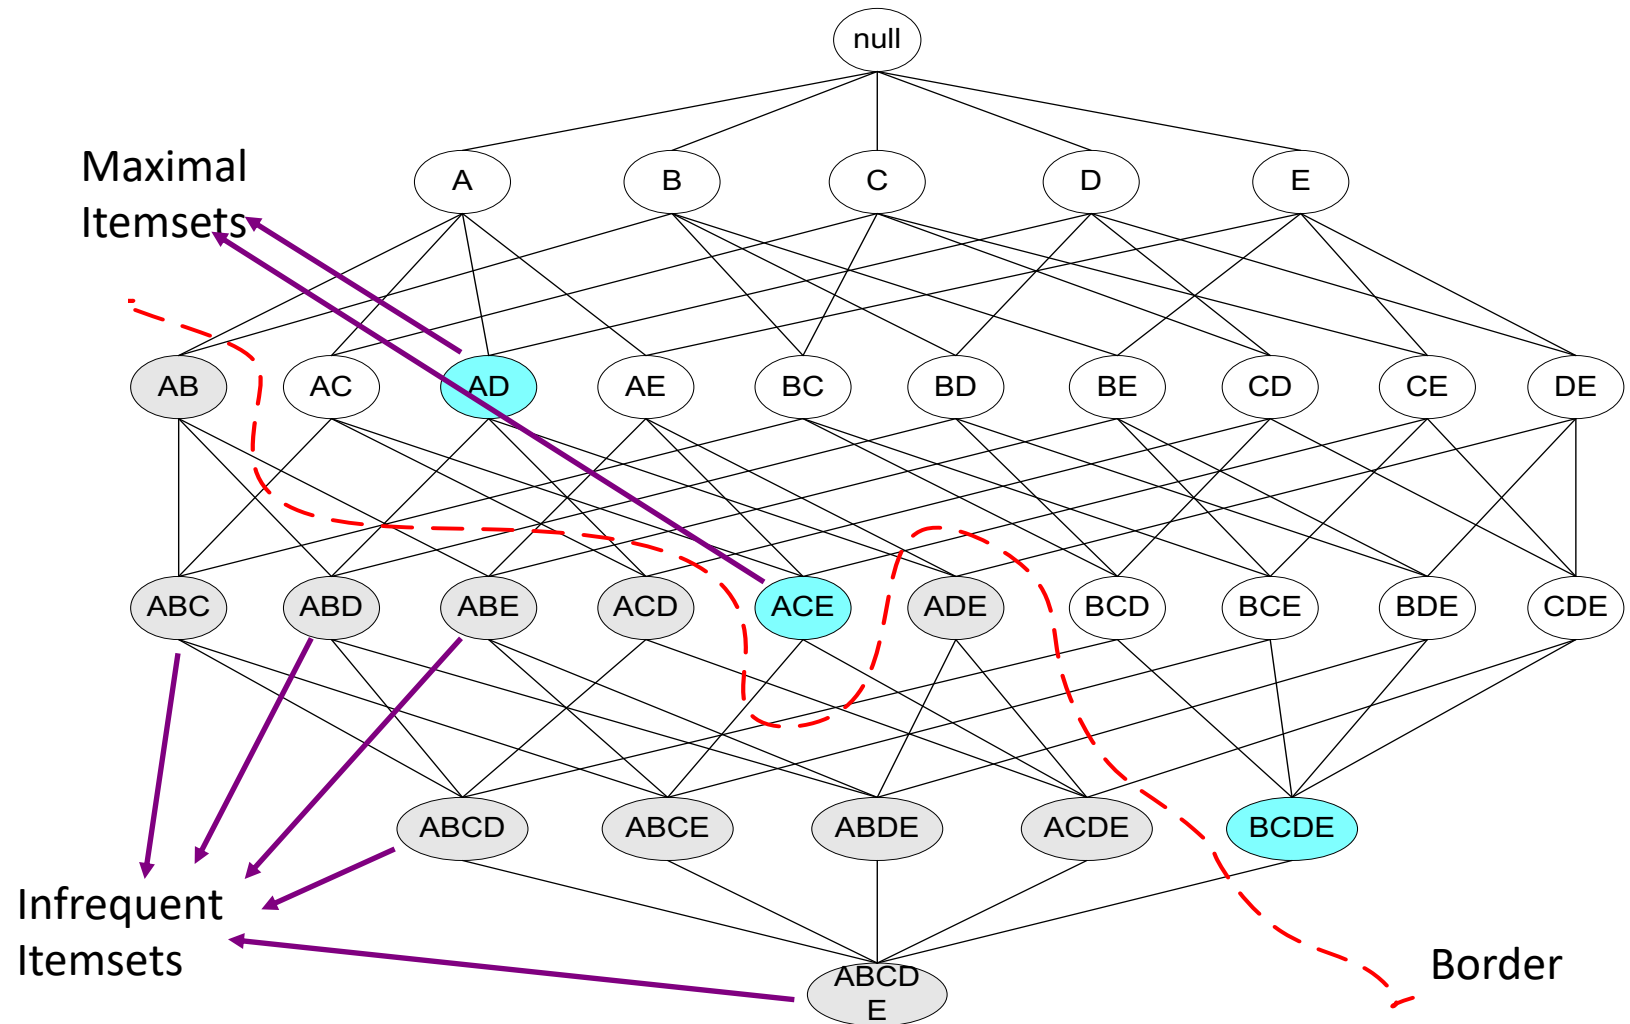 null
A B C D E
Maximal
Itemsets
AB AC AD AE BC BD BE CD CE DE
ABC ABD ABE ACD ACE ADE BCD BCE BDE CDE
ABCD ABCE ABDE ACDE BCDE
Infrequent
Itemsets
Border
ABCD
E